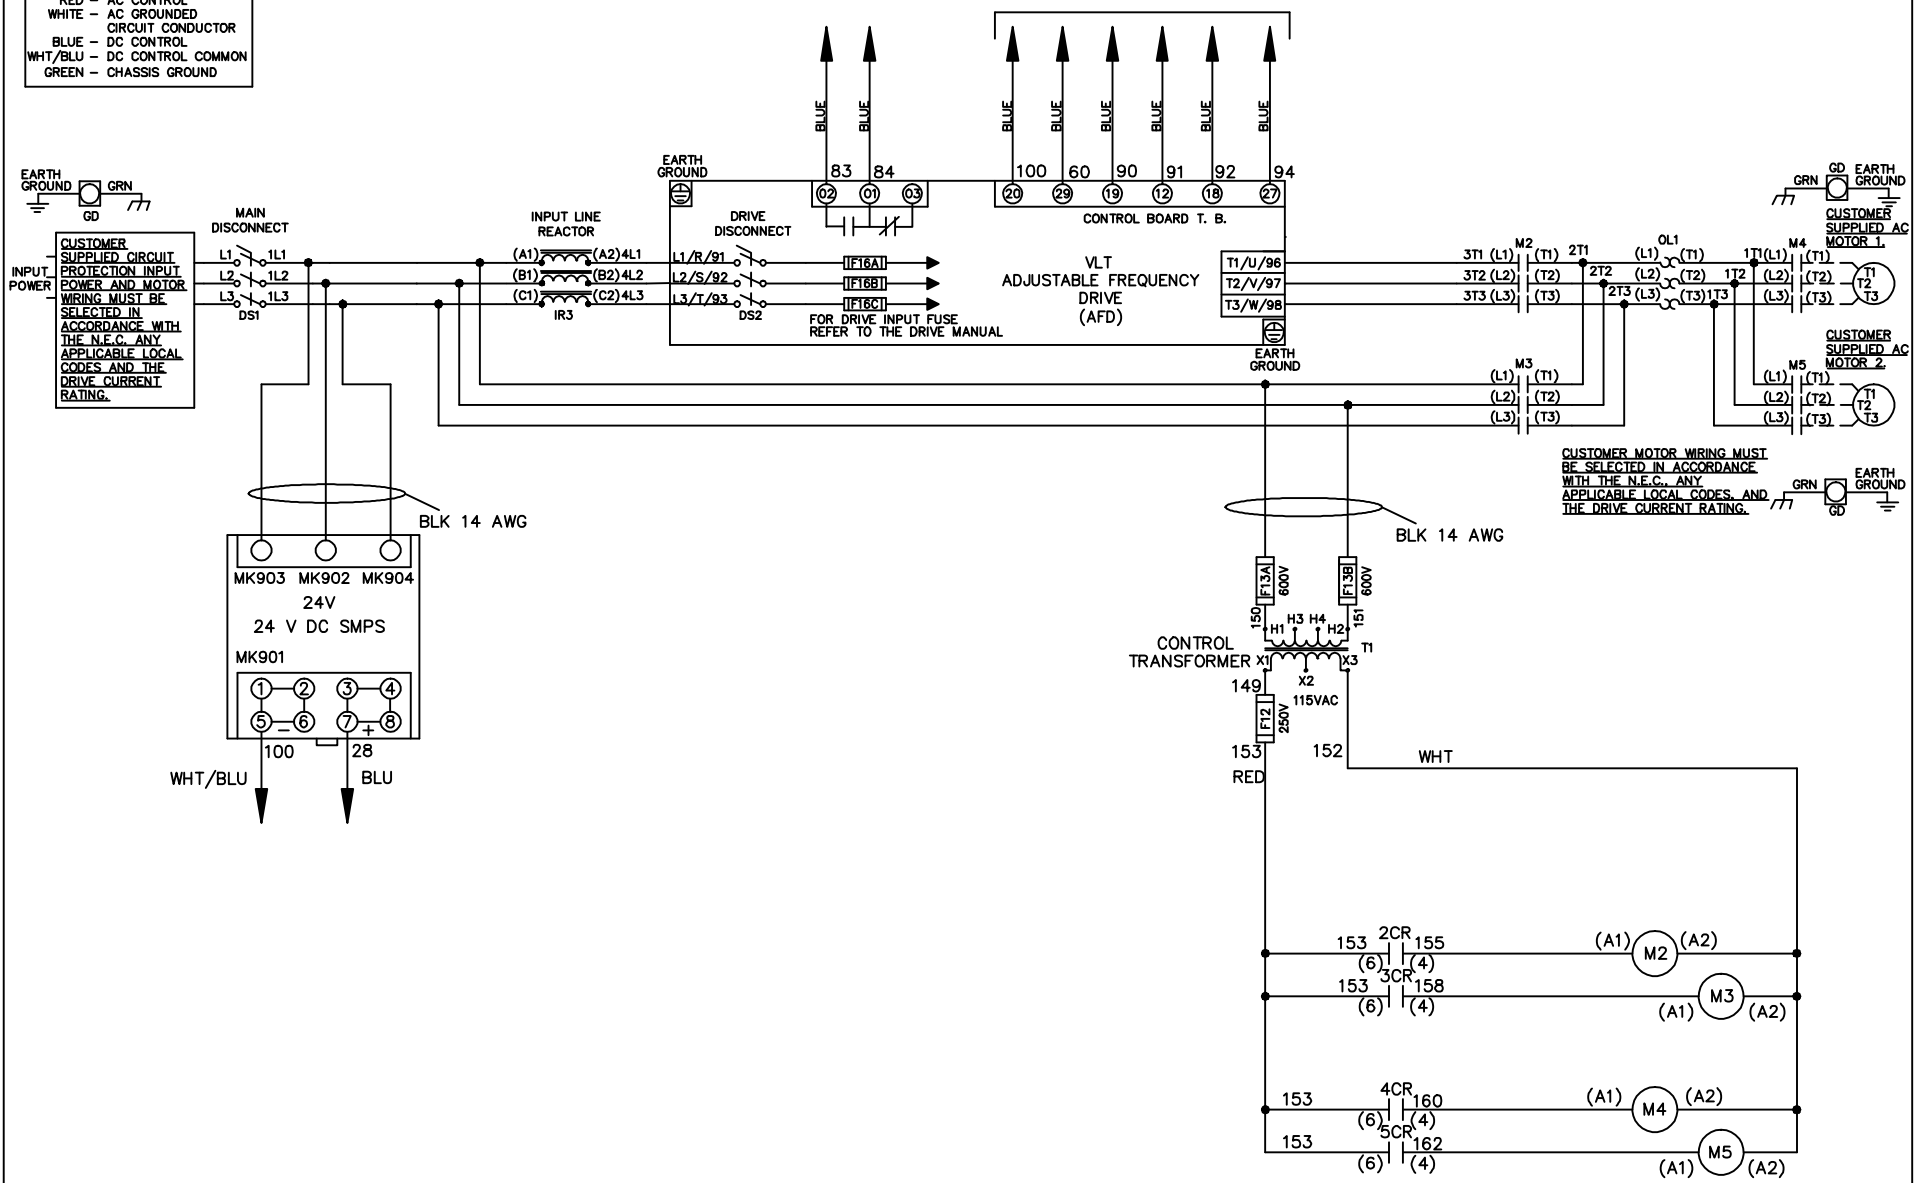 RED – AC CONTROL
WHITE – AC GROUNDED
CIRCUIT CONDUCTOR
BLUE – DC CONTROL
WHT/BLU – DC CONTROL COMMON
GREEN – CHASSIS GROUND
BLUE
BLUE
BLUE
BLUE
BLUE
BLUE
BLUE
BLUE
EARTH
GROUND
GRN
GD
EARTH
GROUND
83
84
100
60
90
91
92
94
02
01
03
20
29
19
12
18
27
CONTROL BOARD T. B.
GD
EARTH
GROUND
GRN
CUSTOMER
SUPPLIED AC
MOTOR 1.
CUSTOMER
SUPPLIED CIRCUIT
PROTECTION INPUT
POWER AND MOTOR
WIRING MUST BE
SELECTED IN
ACCORDANCE WITH
THE N.E.C. ANY
APPLICABLE LOCAL
CODES AND THE
DRIVE CURRENT
RATING.
INPUT
POWER
MAIN
DISCONNECT
L1 1L1
L2 1L2
L3 1L3
DS1
INPUT LINE
REACTOR
(A1) (A2) 4L1
(B1) (B2) 4L2
(C1) (C2) 4L3
IR3
DRIVE
DISCONNECT
L1/R/91
L2/S/92
L3/T/93
DS2
F16A
F16B
F16C
FOR DRIVE INPUT FUSE
REFER TO THE DRIVE MANUAL
VLT
ADJUSTABLE FREQUENCY
DRIVE
(AFD)
T1/U/96
T2/V/97
T3/W/98
EARTH
GROUND
M2
3T1 (L1) (T1) 2T1
3T2 (L2) (T2) 2T2
3T3 (L3) (T3) 2T3
OL1
(L1) (T1) 1T1
(L2) (T2) 1T2
(L3) (T3) 1T3
M4
(L1) (T1)
(L2) (T2)
(L3) (T3)
T1
T2
T3
M3
(L1) (T1)
(L2) (T2)
(L3) (T3)
CUSTOMER
SUPPLIED AC
MOTOR 2.
M5
(L1) (T1)
(L2) (T2)
(L3) (T3)
T1
T2
T3
CUSTOMER MOTOR WIRING MUST
BE SELECTED IN ACCORDANCE
WITH THE N.E.C., ANY
APPLICABLE LOCAL CODES, AND
THE DRIVE CURRENT RATING.
EARTH
GROUND
GRN
GD
BLK 14 AWG
BLK 14 AWG
MK903 MK902 MK904
24V
24 V DC SMPS
MK901
1 2 3 4
5 6 7 8
– +
100
28
WHT/BLU
BLU
F13A
600V
F13B
600V
150
151
H1 H3 H4 H2
CONTROL
TRANSFORMER
T1
X1 X3
X2
115VAC
149
F12
250V
153
RED
152
WHT
2CR
153 155
(6) (4)
(A1) M2 (A2)
3CR
153 158
(6) (4)
(A1) M3 (A2)
4CR
153 160
(6) (4)
(A1) M4 (A2)
5CR
153 162
(6) (4)
(A1) M5 (A2)